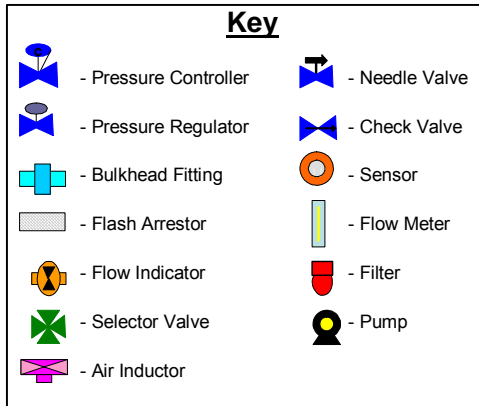 Key
C
- Pressure Controller
- Pressure Regulator
- Bulkhead Fitting
- Flash Arrestor
- Flow Indicator
- Selector Valve
- Air Inductor
- Needle Valve
- Check Valve
- Sensor
- Flow Meter
- Filter
- Pump